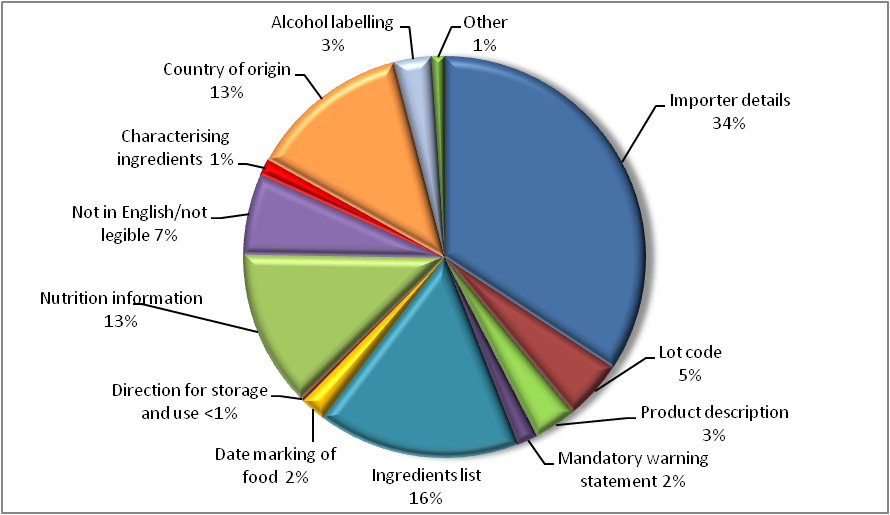 Alcohol labelling
3%
Other
1%
Country of origin
13%
Importer details
34%
Characterising
ingredients 1%
Not in English/not
legible 7%
Nutrition information
13%
Lot code
5%
Direction for storage
and use <1%
Product description
3%
Date marking of
food 2%
Ingredients list
16%
Mandatory warning
statement 2%